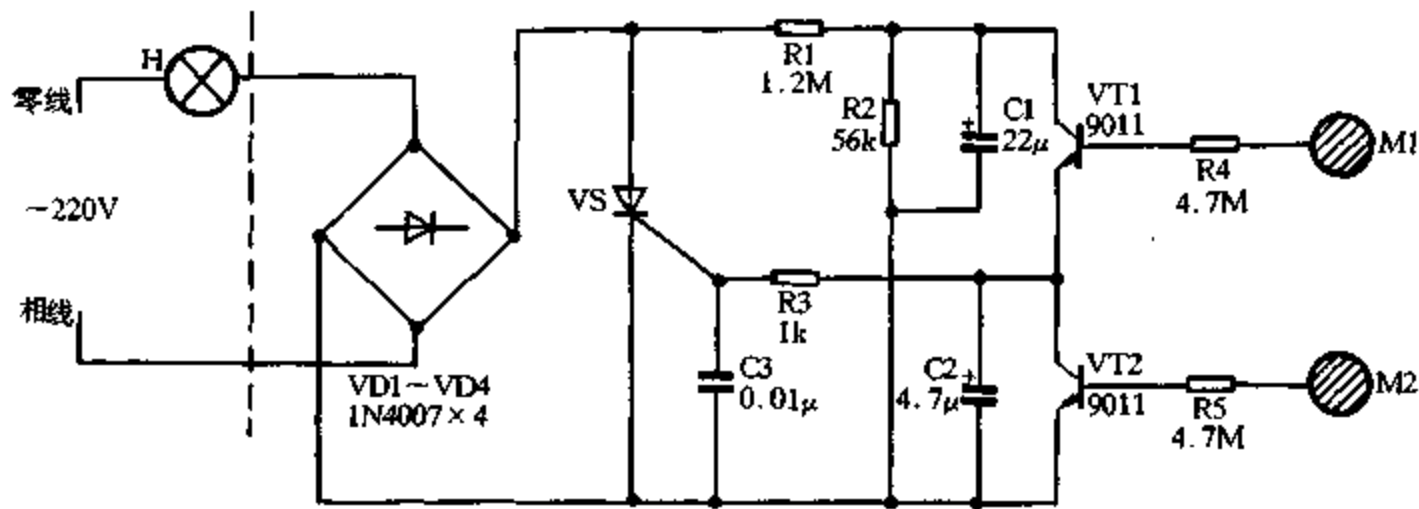 H
零线
~220V
相线
VD1~VD4
1N4007×4
VS
R1
1.2M
R2
56k
C1
22μ
+
VT1
9011
R4
4.7M
M1
R3
1k
C3
0.01μ
C2
4.7μ
+
VT2
9011
R5
4.7M
M2